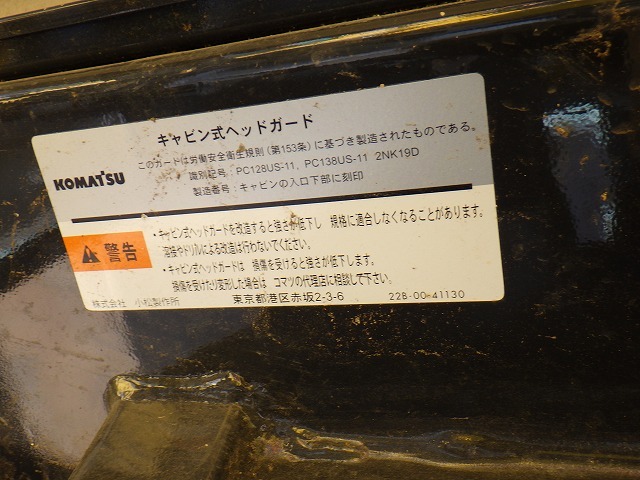 キャビン式ヘッドガード
このガードは労働安全衛生規則(第153条)に基づき製造されたものである。
KOMATSU
識別記号:PC128US-11, PC138US-11 2NK19D
製造番号:キャビンの入口下部に刻印
警告
・キャビン式ヘッドガードを改造すると強さが低下し 規格に適合しなくなることがあります。
溶接やドリルによる改造は行わないでください。
・キャビン式ヘッドガードは 損傷を受けると強さが低下します。
損傷を受けたり変形した場合は コマツの代理店に相談して下さい。
株式会社 小松製作所 東京都港区赤坂2-3-6 22B-00-41130